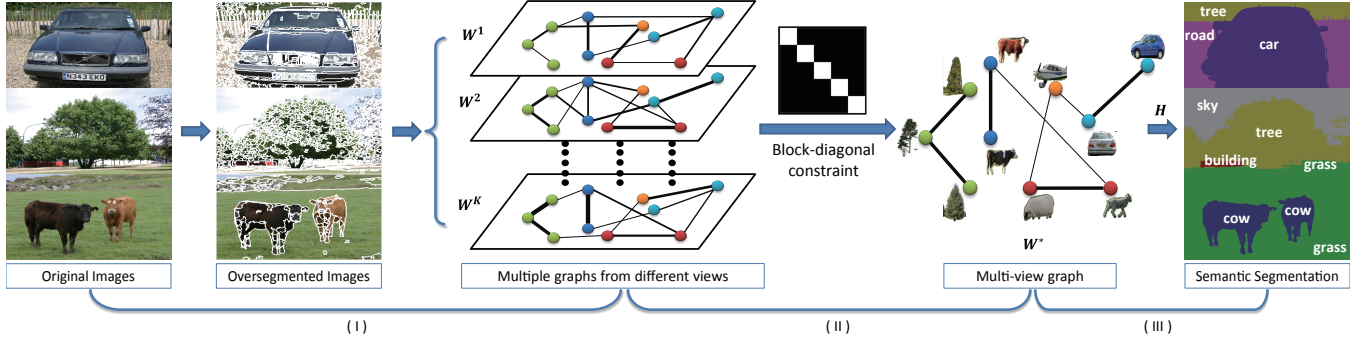 N343 EKO
W¹
W²
W^K
Block-diagonal
constraint
W*
H
tree
road
car
sky
tree
building
grass
cow
cow
grass
Original Images
Oversegmented Images
Multiple graphs from different views
Multi-view graph
Semantic Segmentation
( I )
( II )
( III )